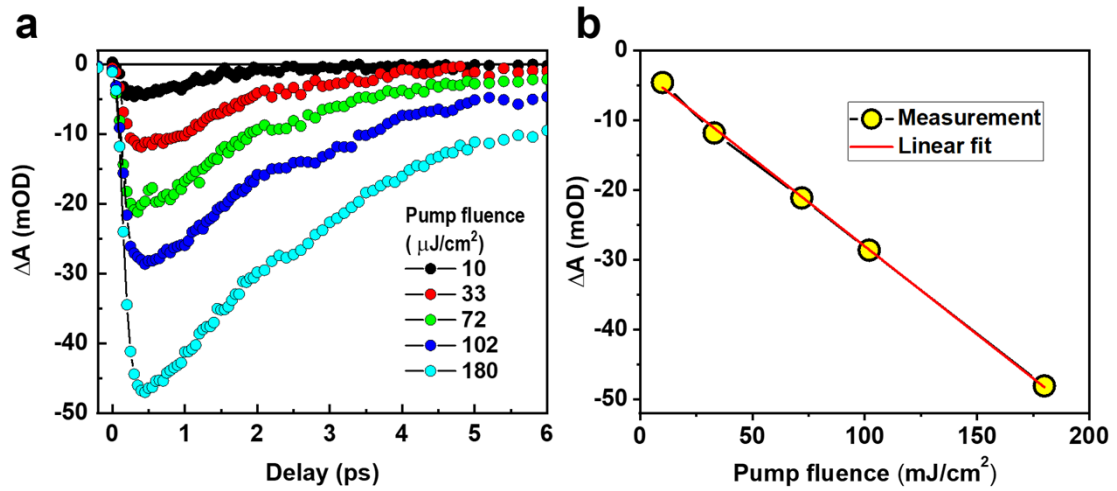 a
0
-10
-20
-30
-40
-50
ΔA (mOD)
0 1 2 3 4 5 6
Delay (ps)
Pump fluence
( μJ/cm²)
10
33
72
102
180
b
0
-10
-20
-30
-40
-50
ΔA (mOD)
0 50 100 150 200
Pump fluence (mJ/cm²)
Measurement
Linear fit